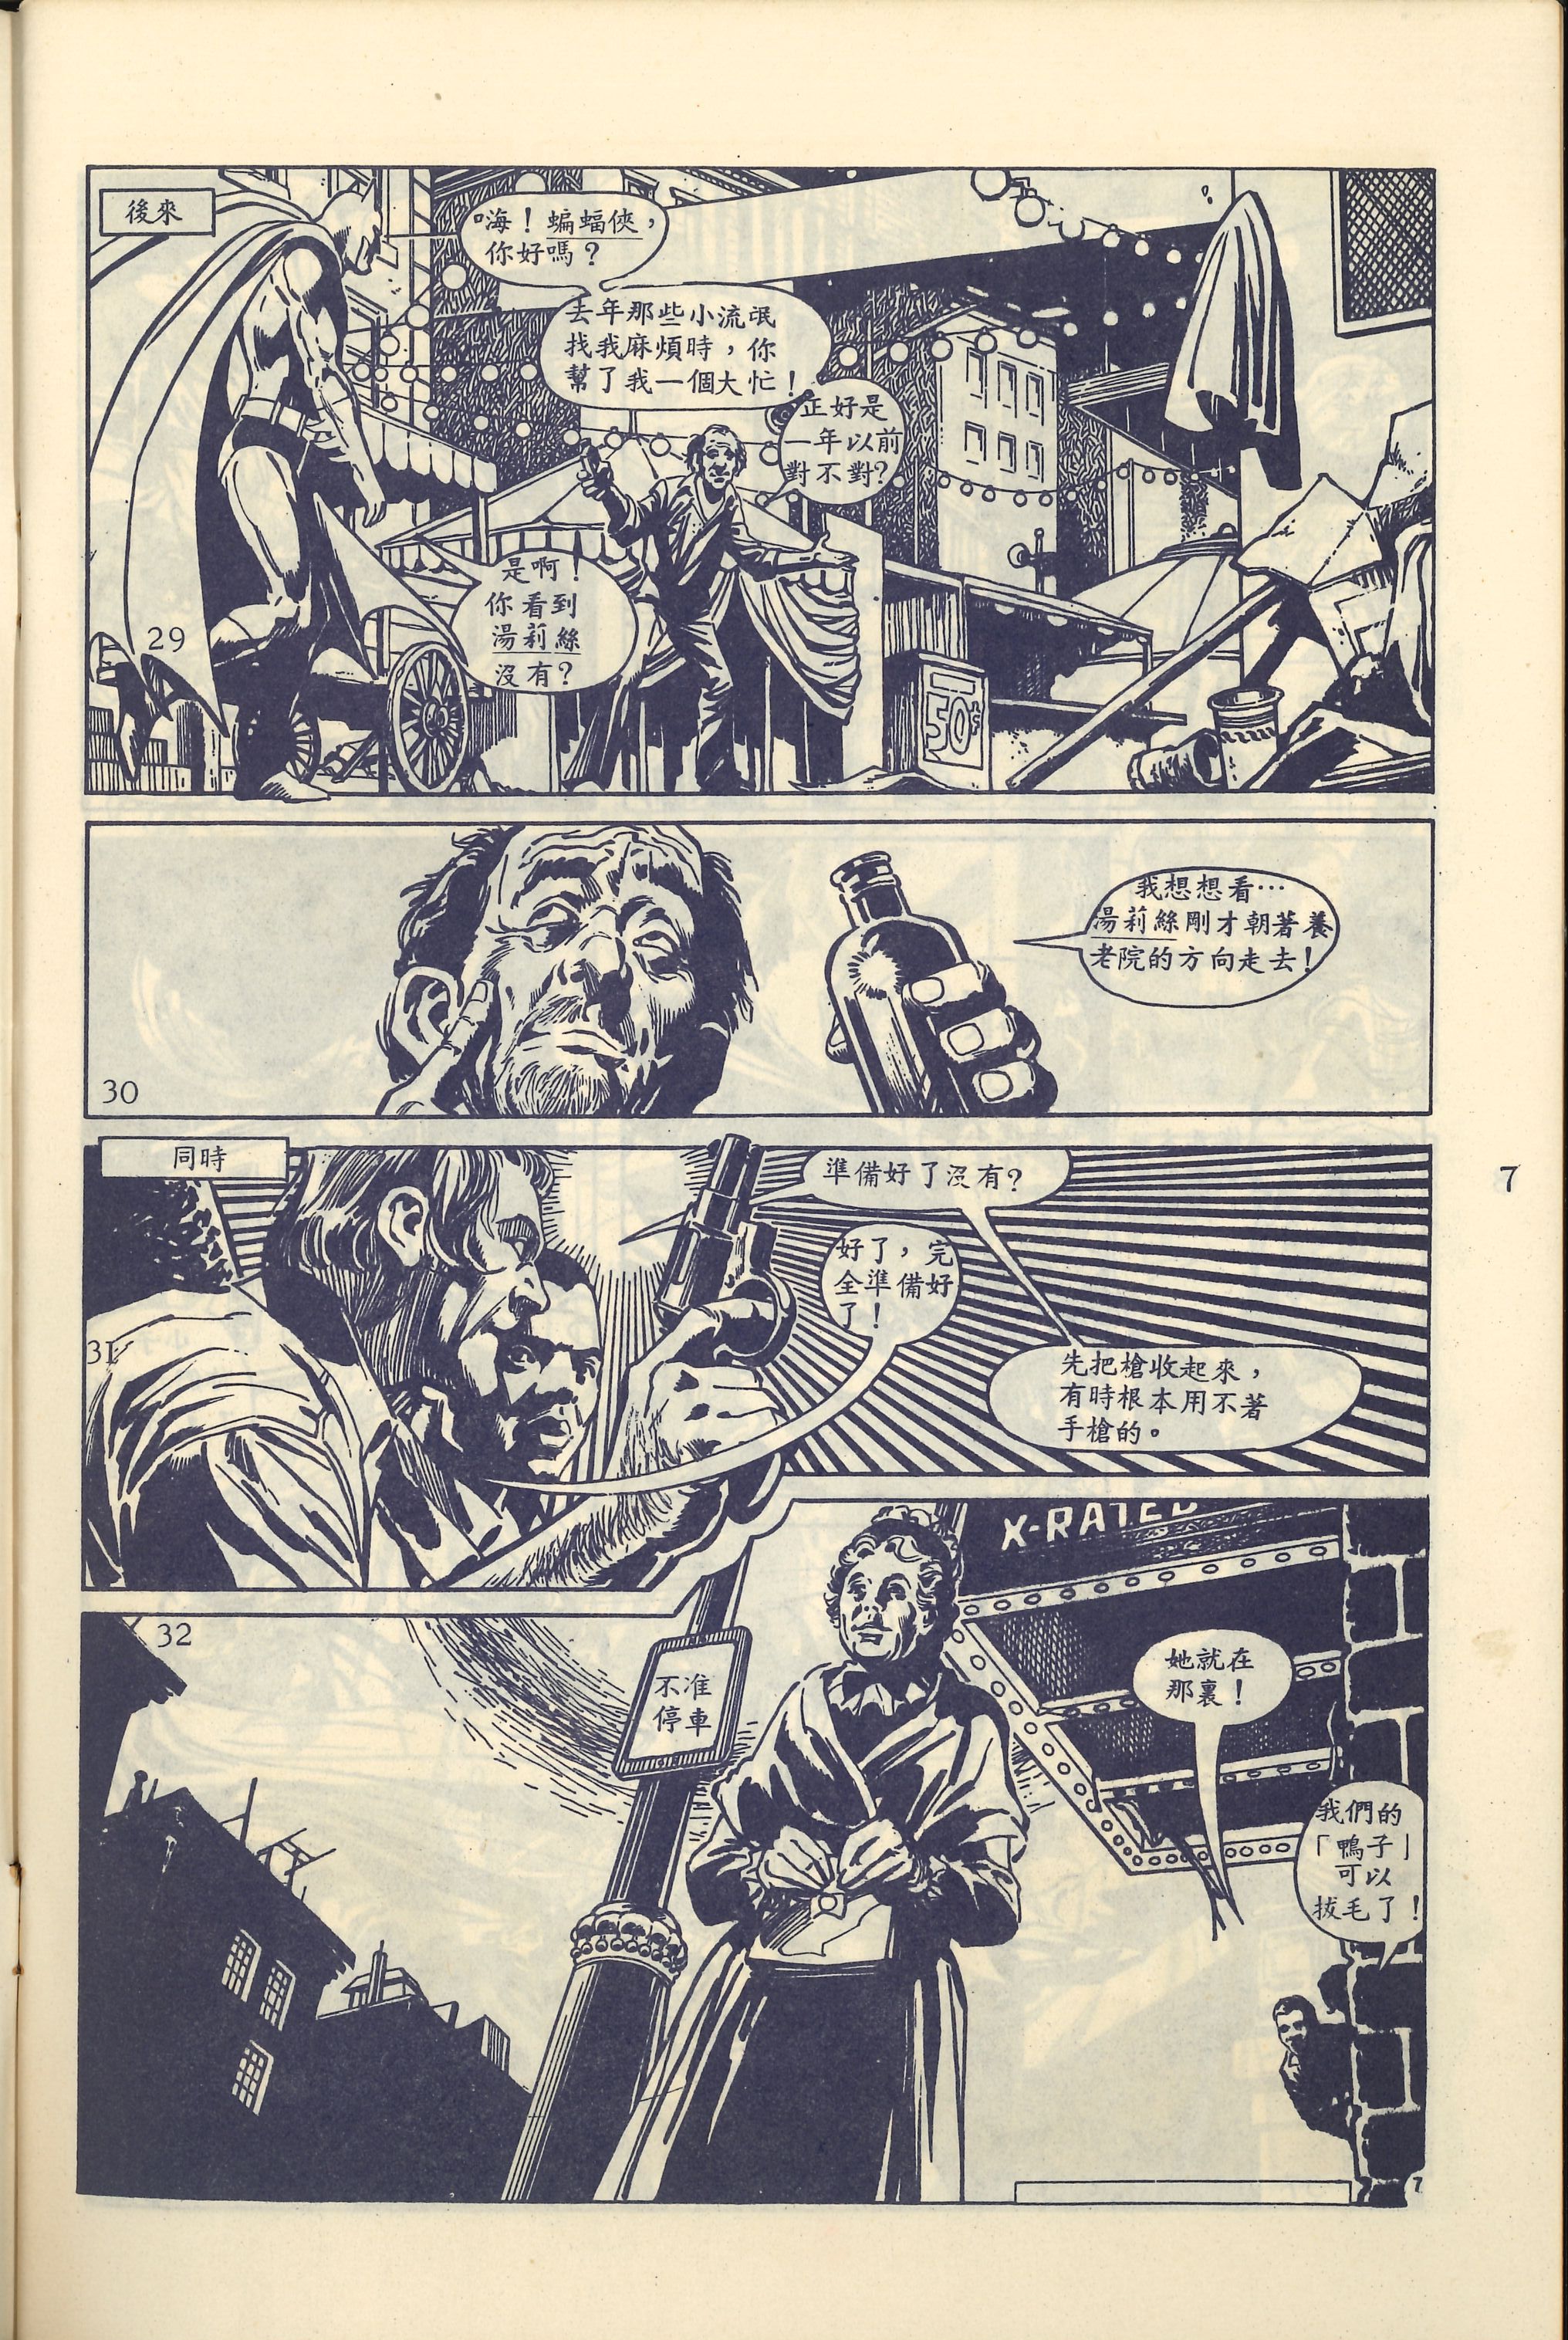 後來
嗨！蝙蝠俠，
你好嗎？
去年那些小流氓
找我麻煩時，你
幫了我一個大忙！
正好是
一年以前
對不對？
是啊！
你看到
湯莉絲
沒有？
50¢
29
我想想看…
湯莉絲剛才朝著養
老院的方向走去！
30
同時
準備好了沒有？
好了，完
全準備好
了！
先把槍收起來，
有時根本用不著
手槍的。
31
7
32
X-RATED
不准
停車
她就在
那裏！
我們的
「鴨子」
可以
拔毛了！
7